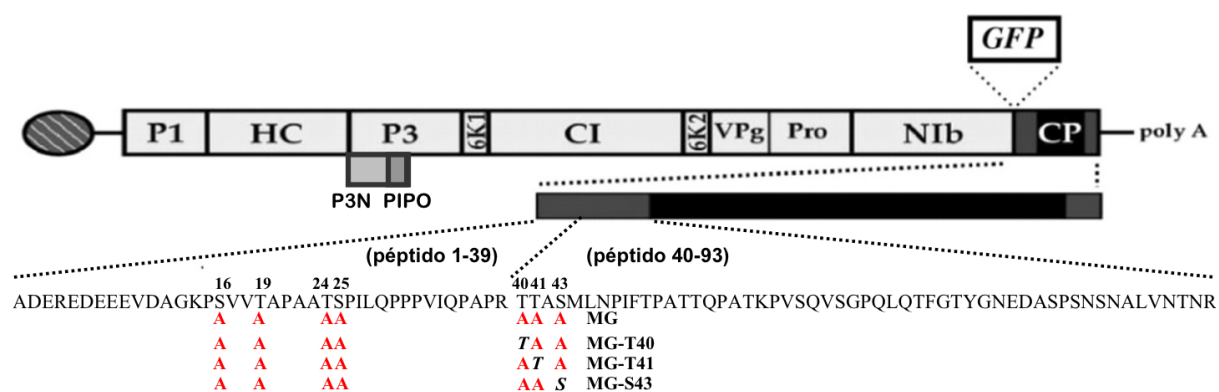 GFP
P1 HC P3 6K1 CI 6K2 VPg Pro NIb CP poly A
P3N PIPO
(péptido 1-39) (péptido 40-93)
16 19 24 25 40 41 43
ADEREDEEEVDAGKPSVVTAPAATSPILQPPPVIQPAPR TTASMLNPIFTPATTQPATKPVSQVSGPQLQTFGTYGNEDASPSNSNALVNTNR
A A AA AA A MG
A A AA TA A MG-T40
A A AA AT A MG-T41
A A AA AA S MG-S43